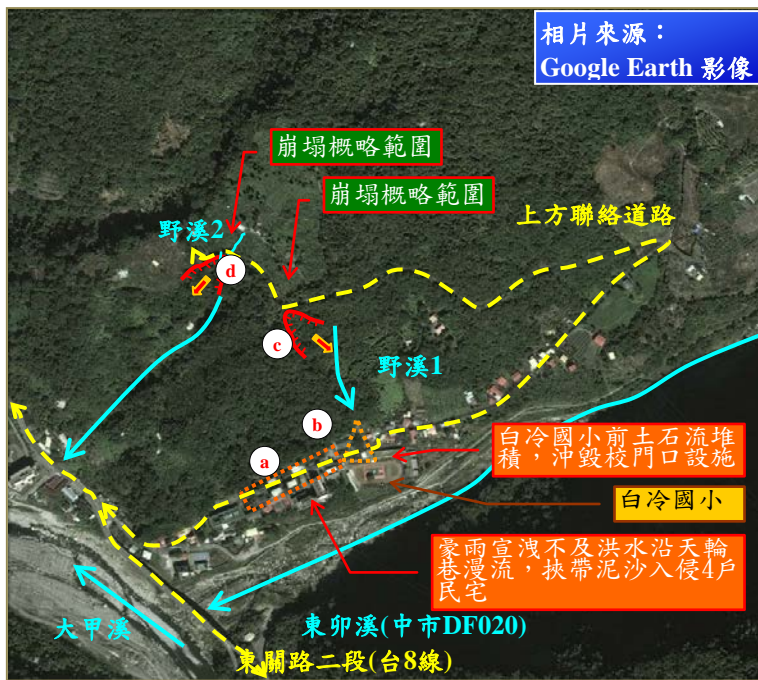 相片來源：
Google Earth 影像
崩塌概略範圍
崩塌概略範圍
上方聯絡道路
野溪2
d
c
野溪1
b
白冷國小前土石流堆
積，沖毀校門口設施
a
白冷國小
豪雨宣洩不及洪水沿天輪
巷漫流，挾帶泥沙入侵4戶
民宅
大甲溪
東卯溪(中市DF020)
東關路二段(台8線)